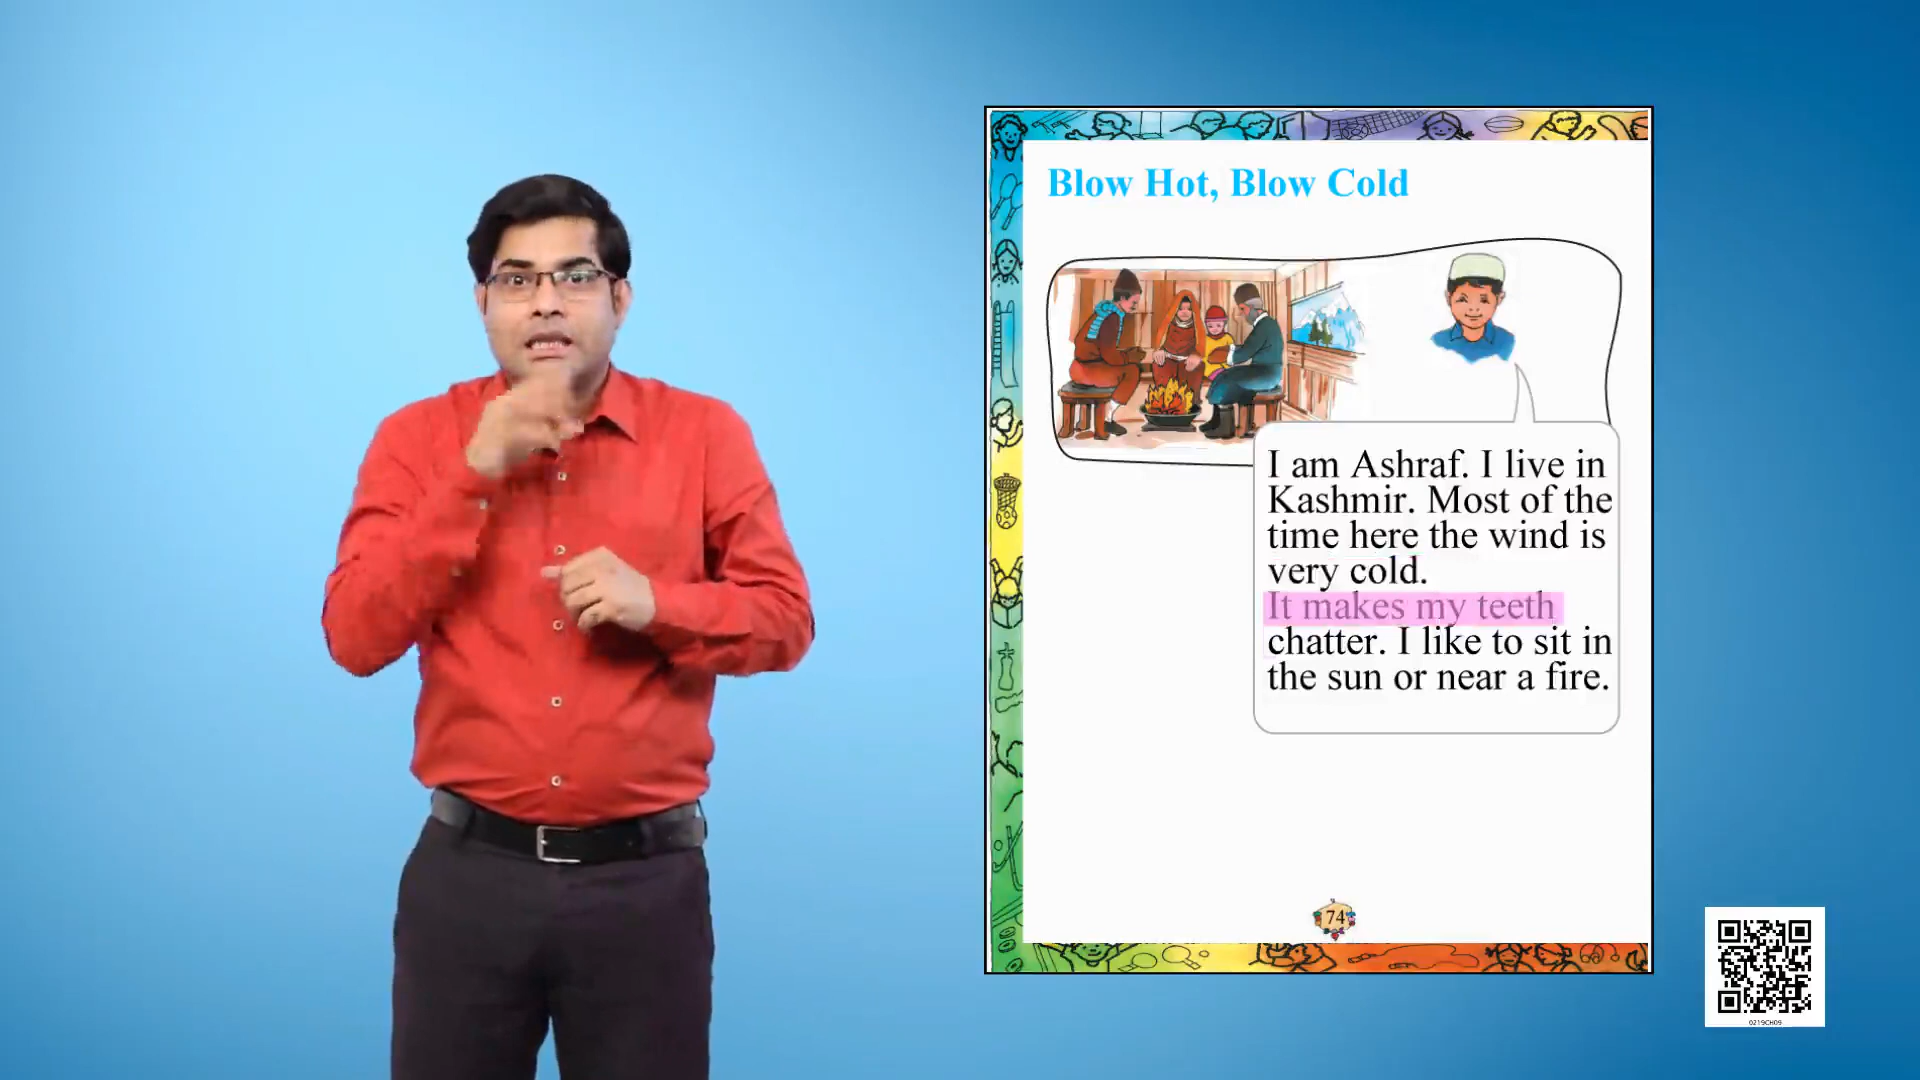 Blow Hot, Blow Cold
I am Ashraf. I live in
Kashmir. Most of the
time here the wind is
very cold.
It makes my teeth
chatter. I like to sit in
the sun or near a fire.
74
0219CH09